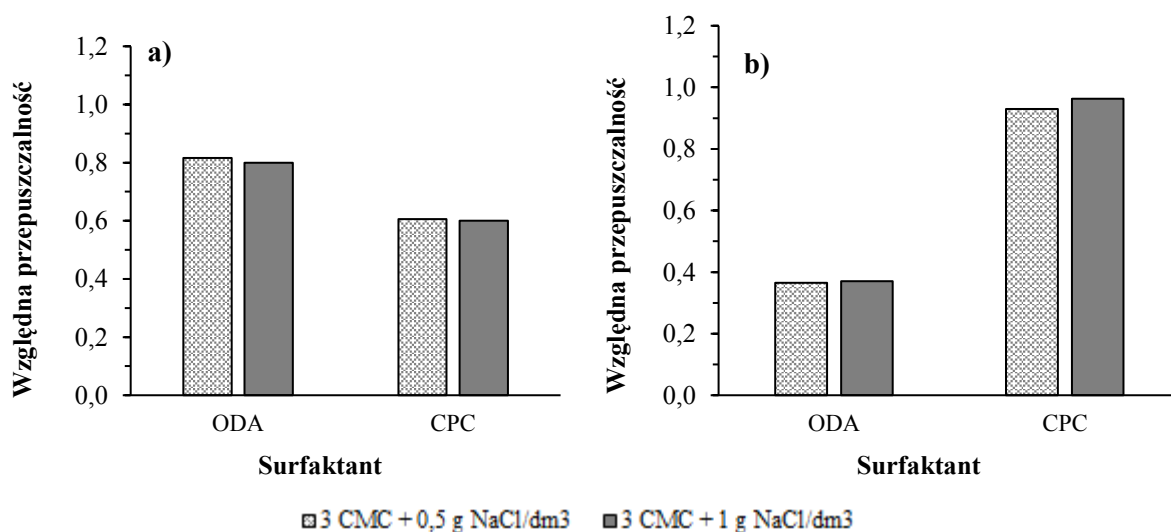 a)
Względna przepuszczalność
1,2
1,0
0,8
0,6
0,4
0,2
0,0
ODA
CPC
Surfaktant
b)
Względna przepuszczalność
1,2
1,0
0,8
0,6
0,4
0,2
0,0
ODA
CPC
Surfaktant
3 CMC + 0,5 g NaCl/dm3 3 CMC + 1 g NaCl/dm3